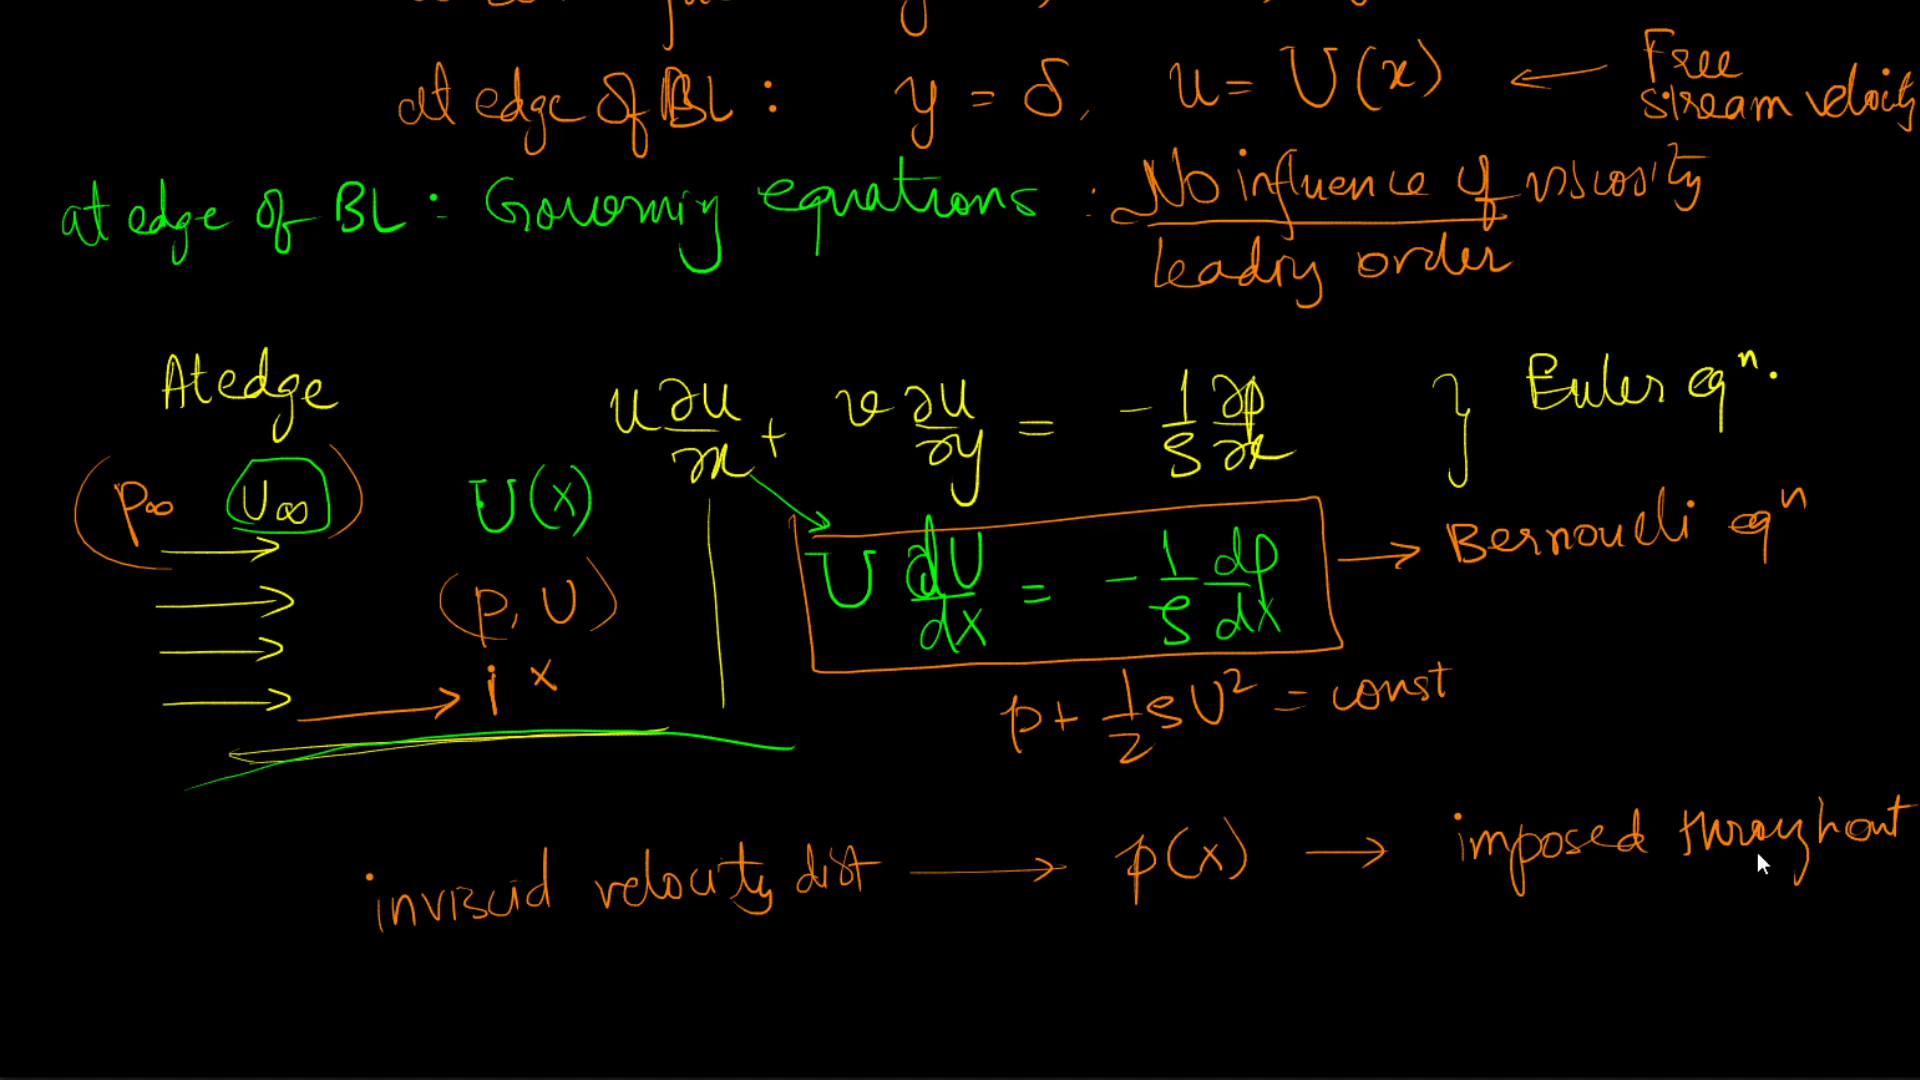 at edge of BL : y = δ, u = U(x) ← Free stream velocity
at edge of BL : Governing equations : No influence of viscosity
leading order
At edge u ∂u/∂x + v ∂u/∂y = - 1/ρ ∂p/∂x } Euler eqⁿ.
(p∞ U∞) U(x)
U dU/dx = - 1/ρ dp/dx → Bernoulli eqⁿ
(p, U)
i x
p + 1/2 ρU² = const
inviscid velocity dist → p(x) → imposed throughout